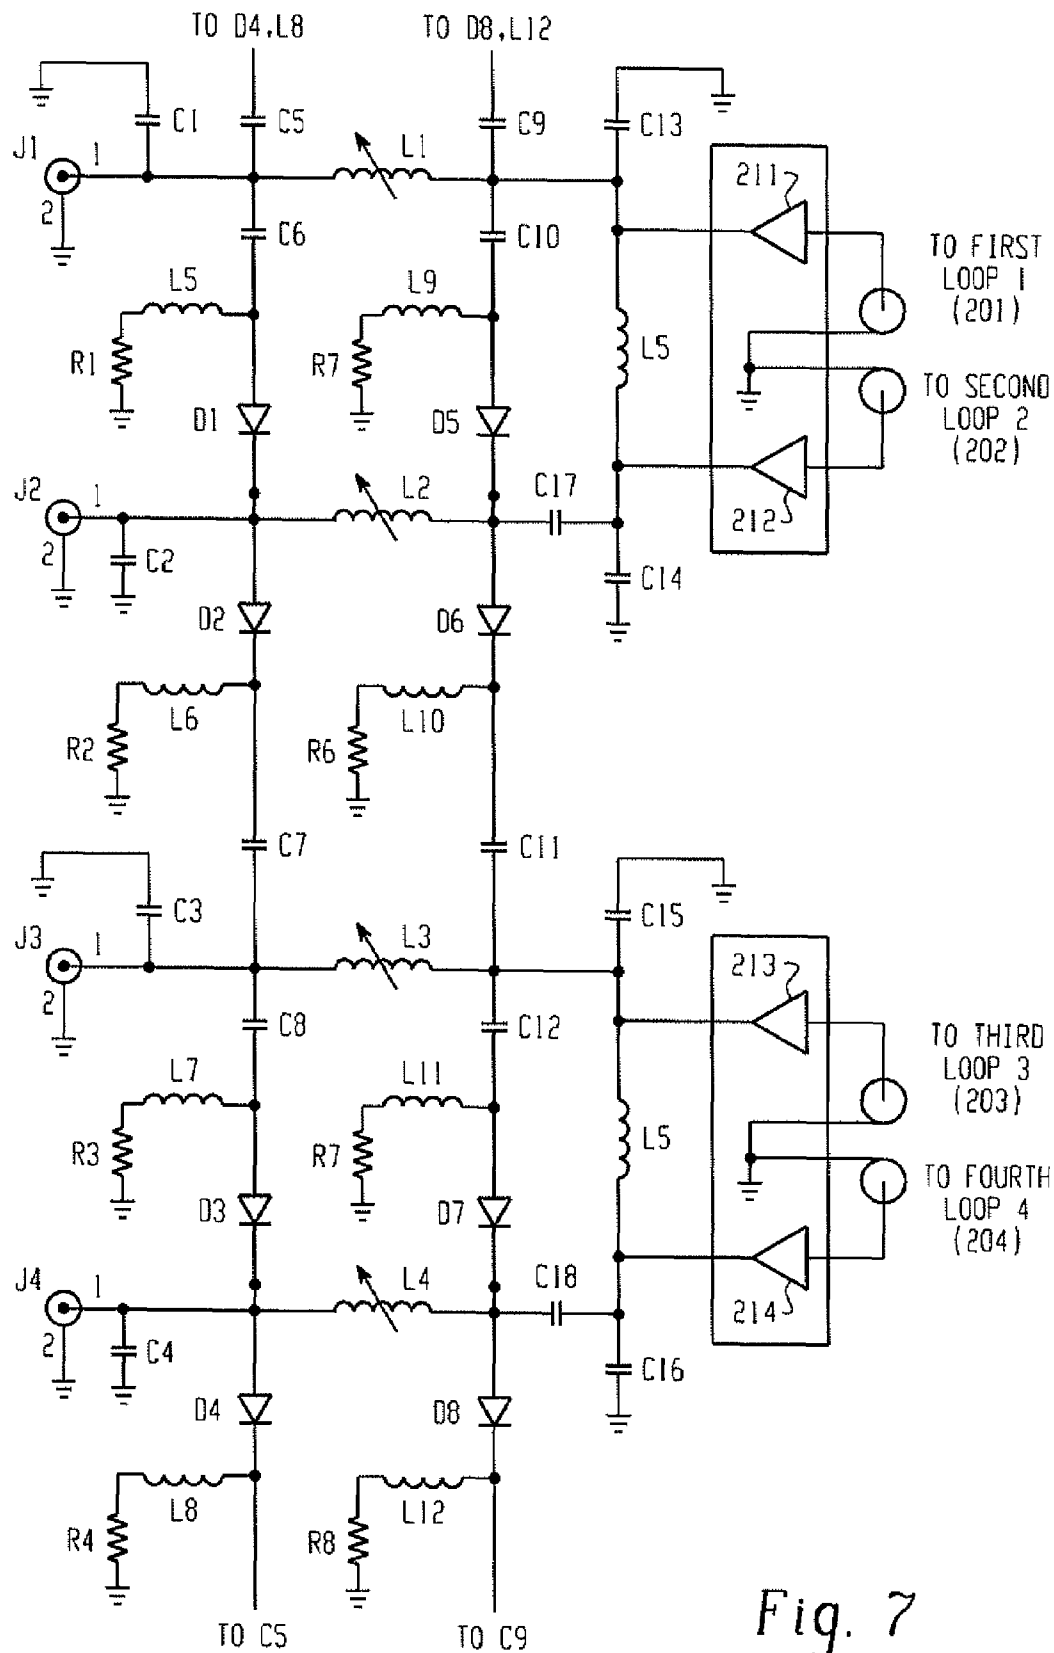 TO D4,L8 TO D8,L12
C1 C5 C9 C13
J1 1 L1
2
211
C6 C10
TO FIRST
LOOP 1
(201)
L5 L9
R1 R7 L5
TO SECOND
LOOP 2
(202)
D1 D5
J2 1 L2 C17
2 212
C2 C14
D2 D6
L6 L10
R2 R6
C7 C11
C3 C15
J3 1 L3
2
213
C8 C12
TO THIRD
LOOP 3
(203)
L7 L11
R3 R7 L5
TO FOURTH
LOOP 4
(204)
D3 D7
J4 1 L4 C18
2 214
C4 C16
D4 D8
L8 L12
R4 R8
TO C5 TO C9
Fig. 7